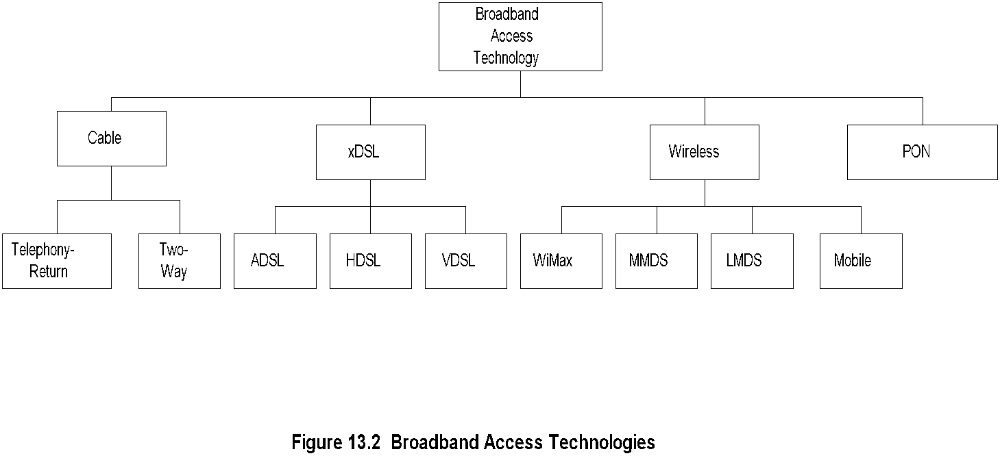 Broadband
Access
Technology
Cable
xDSL
Wireless
PON
Telephony-
Return
Two-
Way
ADSL
HDSL
VDSL
WiMax
MMDS
LMDS
Mobile
Figure 13.2 Broadband Access Technologies